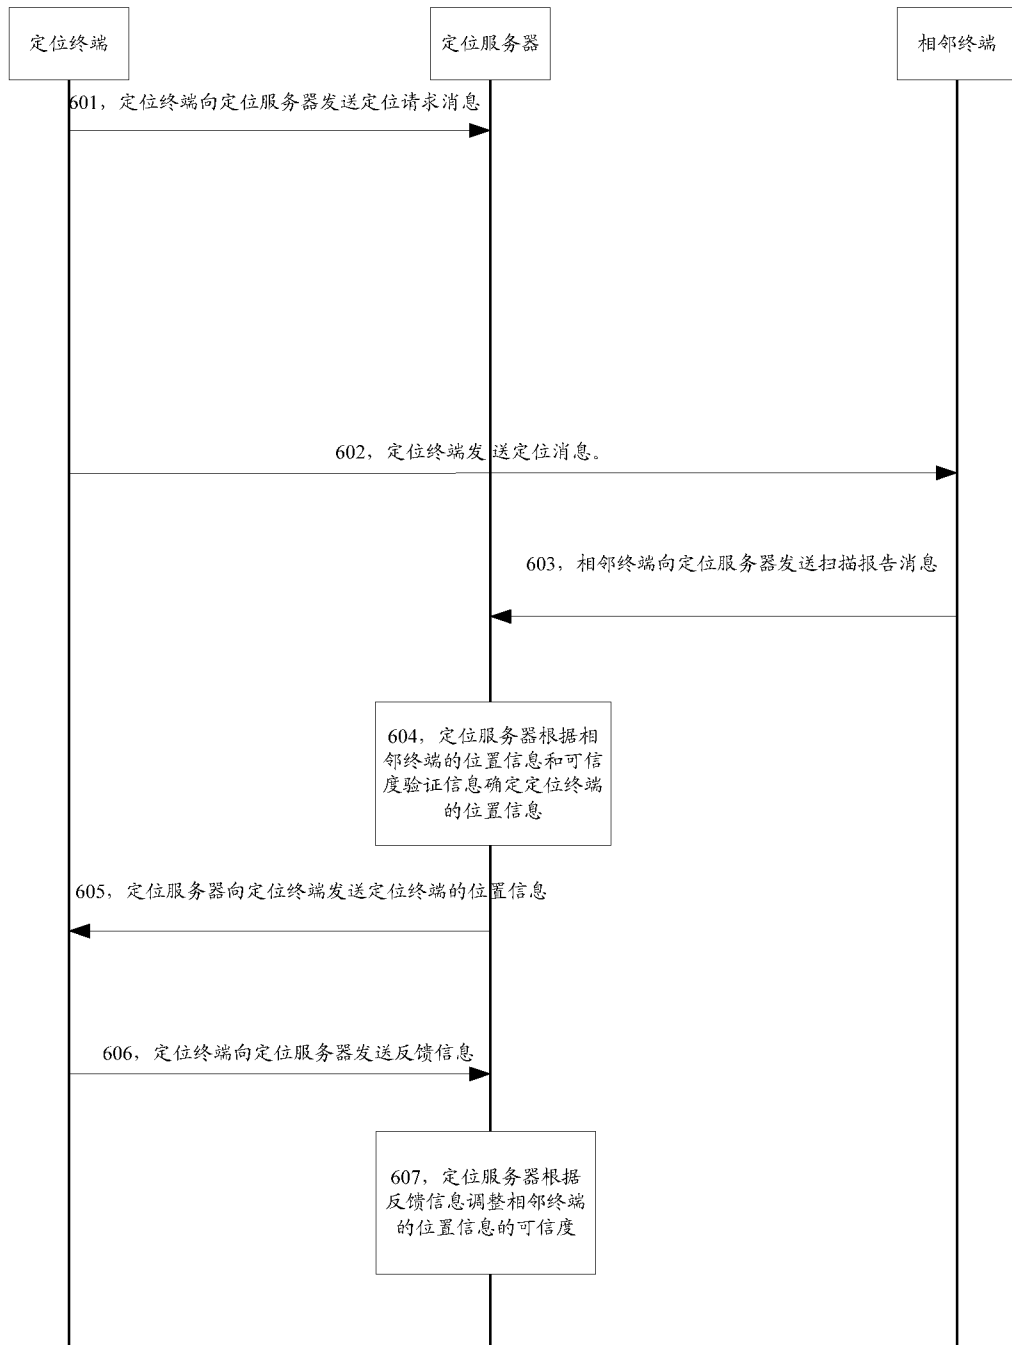 定位终端
定位服务器
相邻终端
601，定位终端向定位服务器发送定位请求消息
602，定位终端发 送定位消息。
603，相邻终端向定位服务器发送扫描报告消息
604，定位服务器根据相
邻终端的位置信息和可信
度验证信息确定定位终端
的位置信息
605，定位服务器向定位终端发送定位终端的位置信息
606，定位终端向定位服务器发送反馈信息
607，定位服务器根据
反馈信息调整相邻终端
的位置信息的可信度